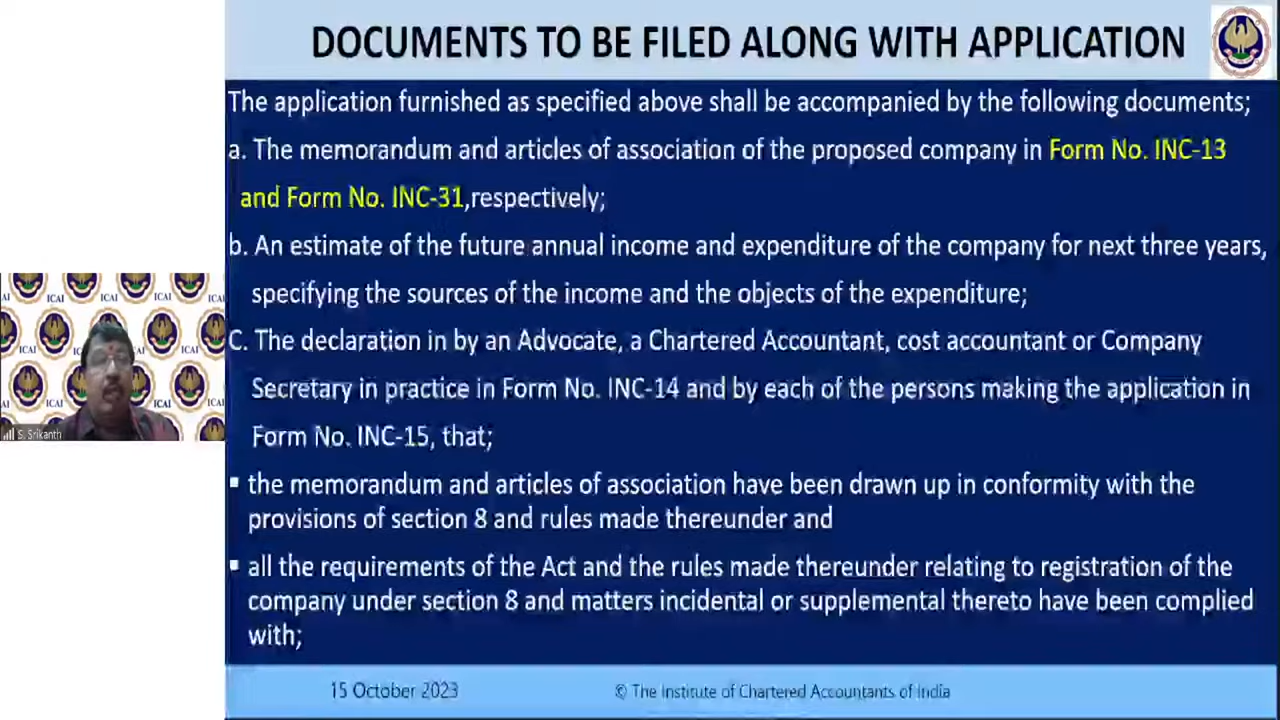 DOCUMENTS TO BE FILED ALONG WITH APPLICATION
The application furnished as specified above shall be accompanied by the following documents;
a. The memorandum and articles of association of the proposed company in Form No. INC-13
and Form No. INC-31,respectively;
b. An estimate of the future annual income and expenditure of the company for next three years,
specifying the sources of the income and the objects of the expenditure;
C. The declaration in by an Advocate, a Chartered Accountant, cost accountant or Company
Secretary in practice in Form No. INC-14 and by each of the persons making the application in
Form No. INC-15, that;
▪ the memorandum and articles of association have been drawn up in conformity with the
provisions of section 8 and rules made thereunder and
▪ all the requirements of the Act and the rules made thereunder relating to registration of the
company under section 8 and matters incidental or supplemental thereto have been complied
with;
ICAI ICAI ICAI
ICAI
ICAI ICAI
S. Srikanth
15 October 2023 © The Institute of Chartered Accountants of India